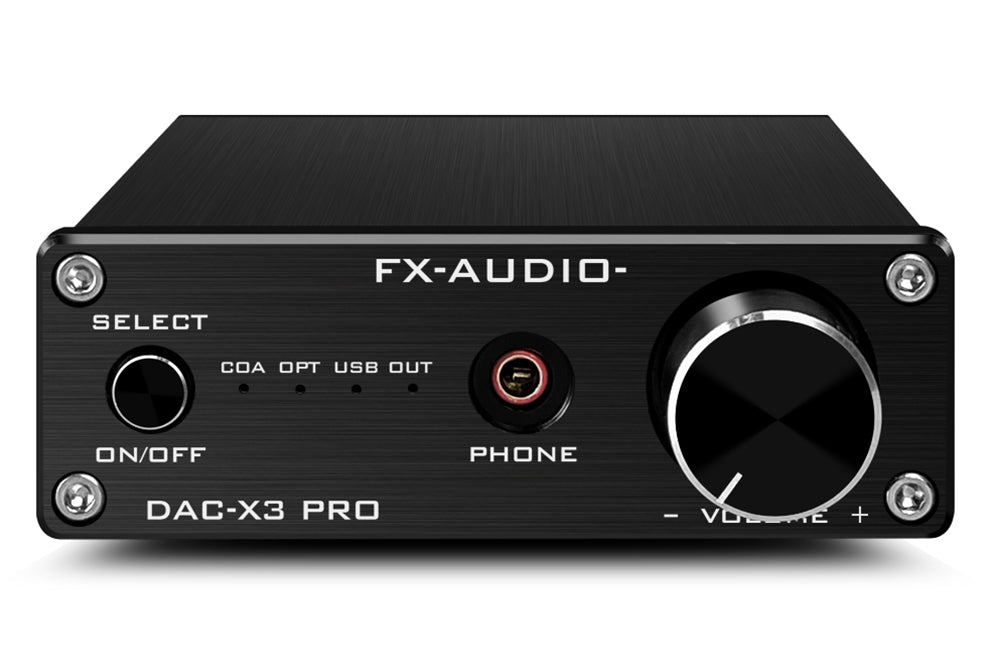 FX-AUDIO-
SELECT
COA OPT USB OUT
ON/OFF
PHONE
DAC-X3 PRO
- VOLUME +